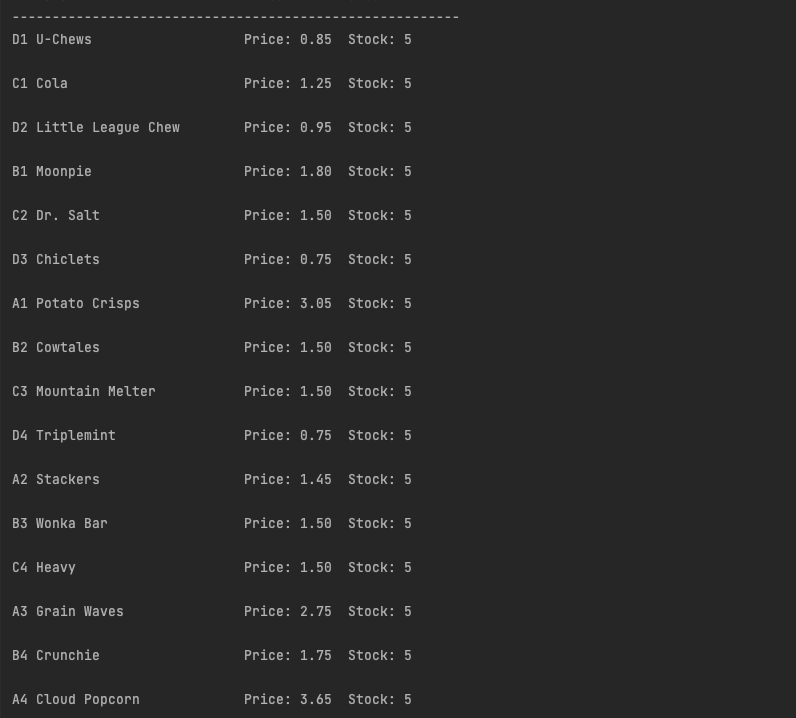 --------------------------------------------------------
D1 U-Chews Price: 0.85 Stock: 5
C1 Cola Price: 1.25 Stock: 5
D2 Little League Chew Price: 0.95 Stock: 5
B1 Moonpie Price: 1.80 Stock: 5
C2 Dr. Salt Price: 1.50 Stock: 5
D3 Chiclets Price: 0.75 Stock: 5
A1 Potato Crisps Price: 3.05 Stock: 5
B2 Cowtales Price: 1.50 Stock: 5
C3 Mountain Melter Price: 1.50 Stock: 5
D4 Triplemint Price: 0.75 Stock: 5
A2 Stackers Price: 1.45 Stock: 5
B3 Wonka Bar Price: 1.50 Stock: 5
C4 Heavy Price: 1.50 Stock: 5
A3 Grain Waves Price: 2.75 Stock: 5
B4 Crunchie Price: 1.75 Stock: 5
A4 Cloud Popcorn Price: 3.65 Stock: 5